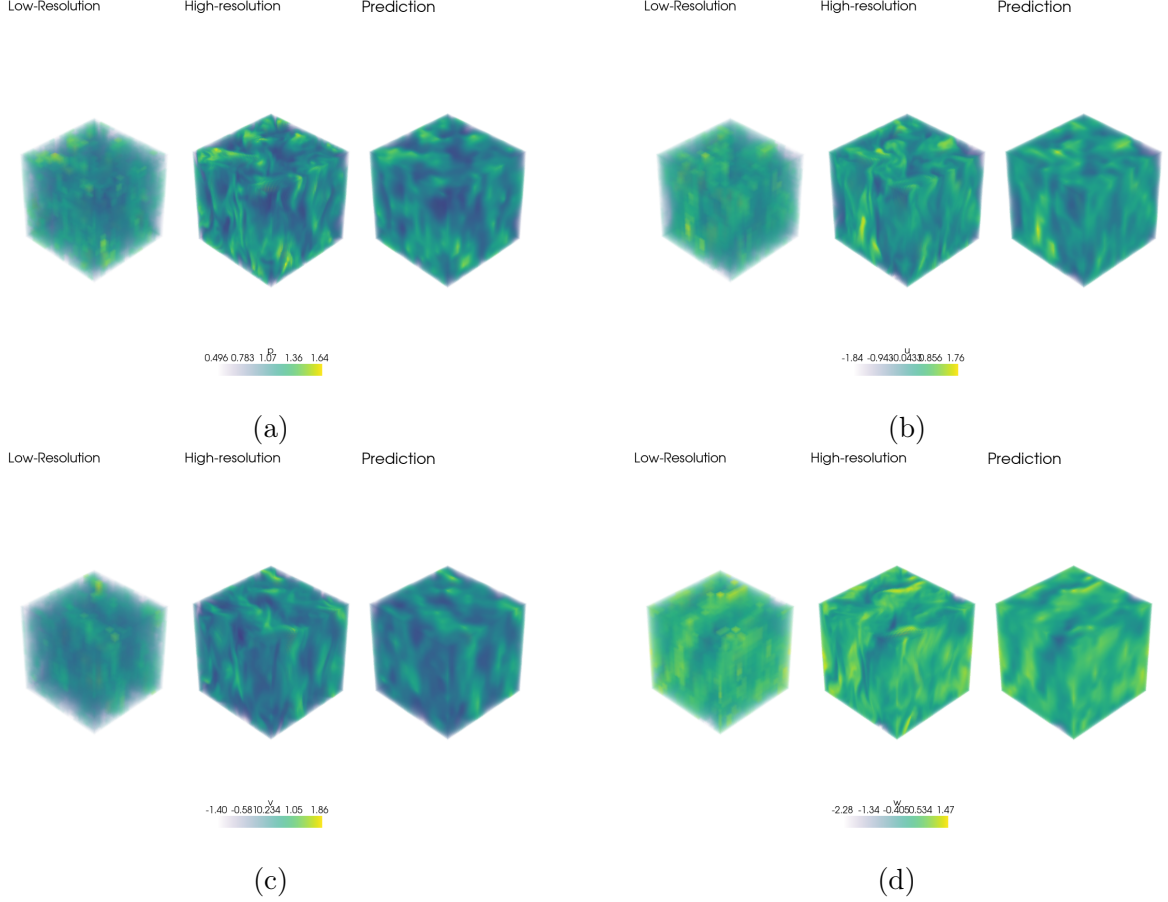 Low-Resolution High-resolution Prediction
Low-Resolution High-resolution Prediction
p
0.496 0.783 1.07 1.36 1.64
u
-1.84 -0.943 0.0433 0.856 1.76
(a)
(b)
Low-Resolution High-resolution Prediction
Low-Resolution High-resolution Prediction
v
-1.40 -0.581 0.234 1.05 1.86
w
-2.28 -1.34 -0.405 0.534 1.47
(c)
(d)